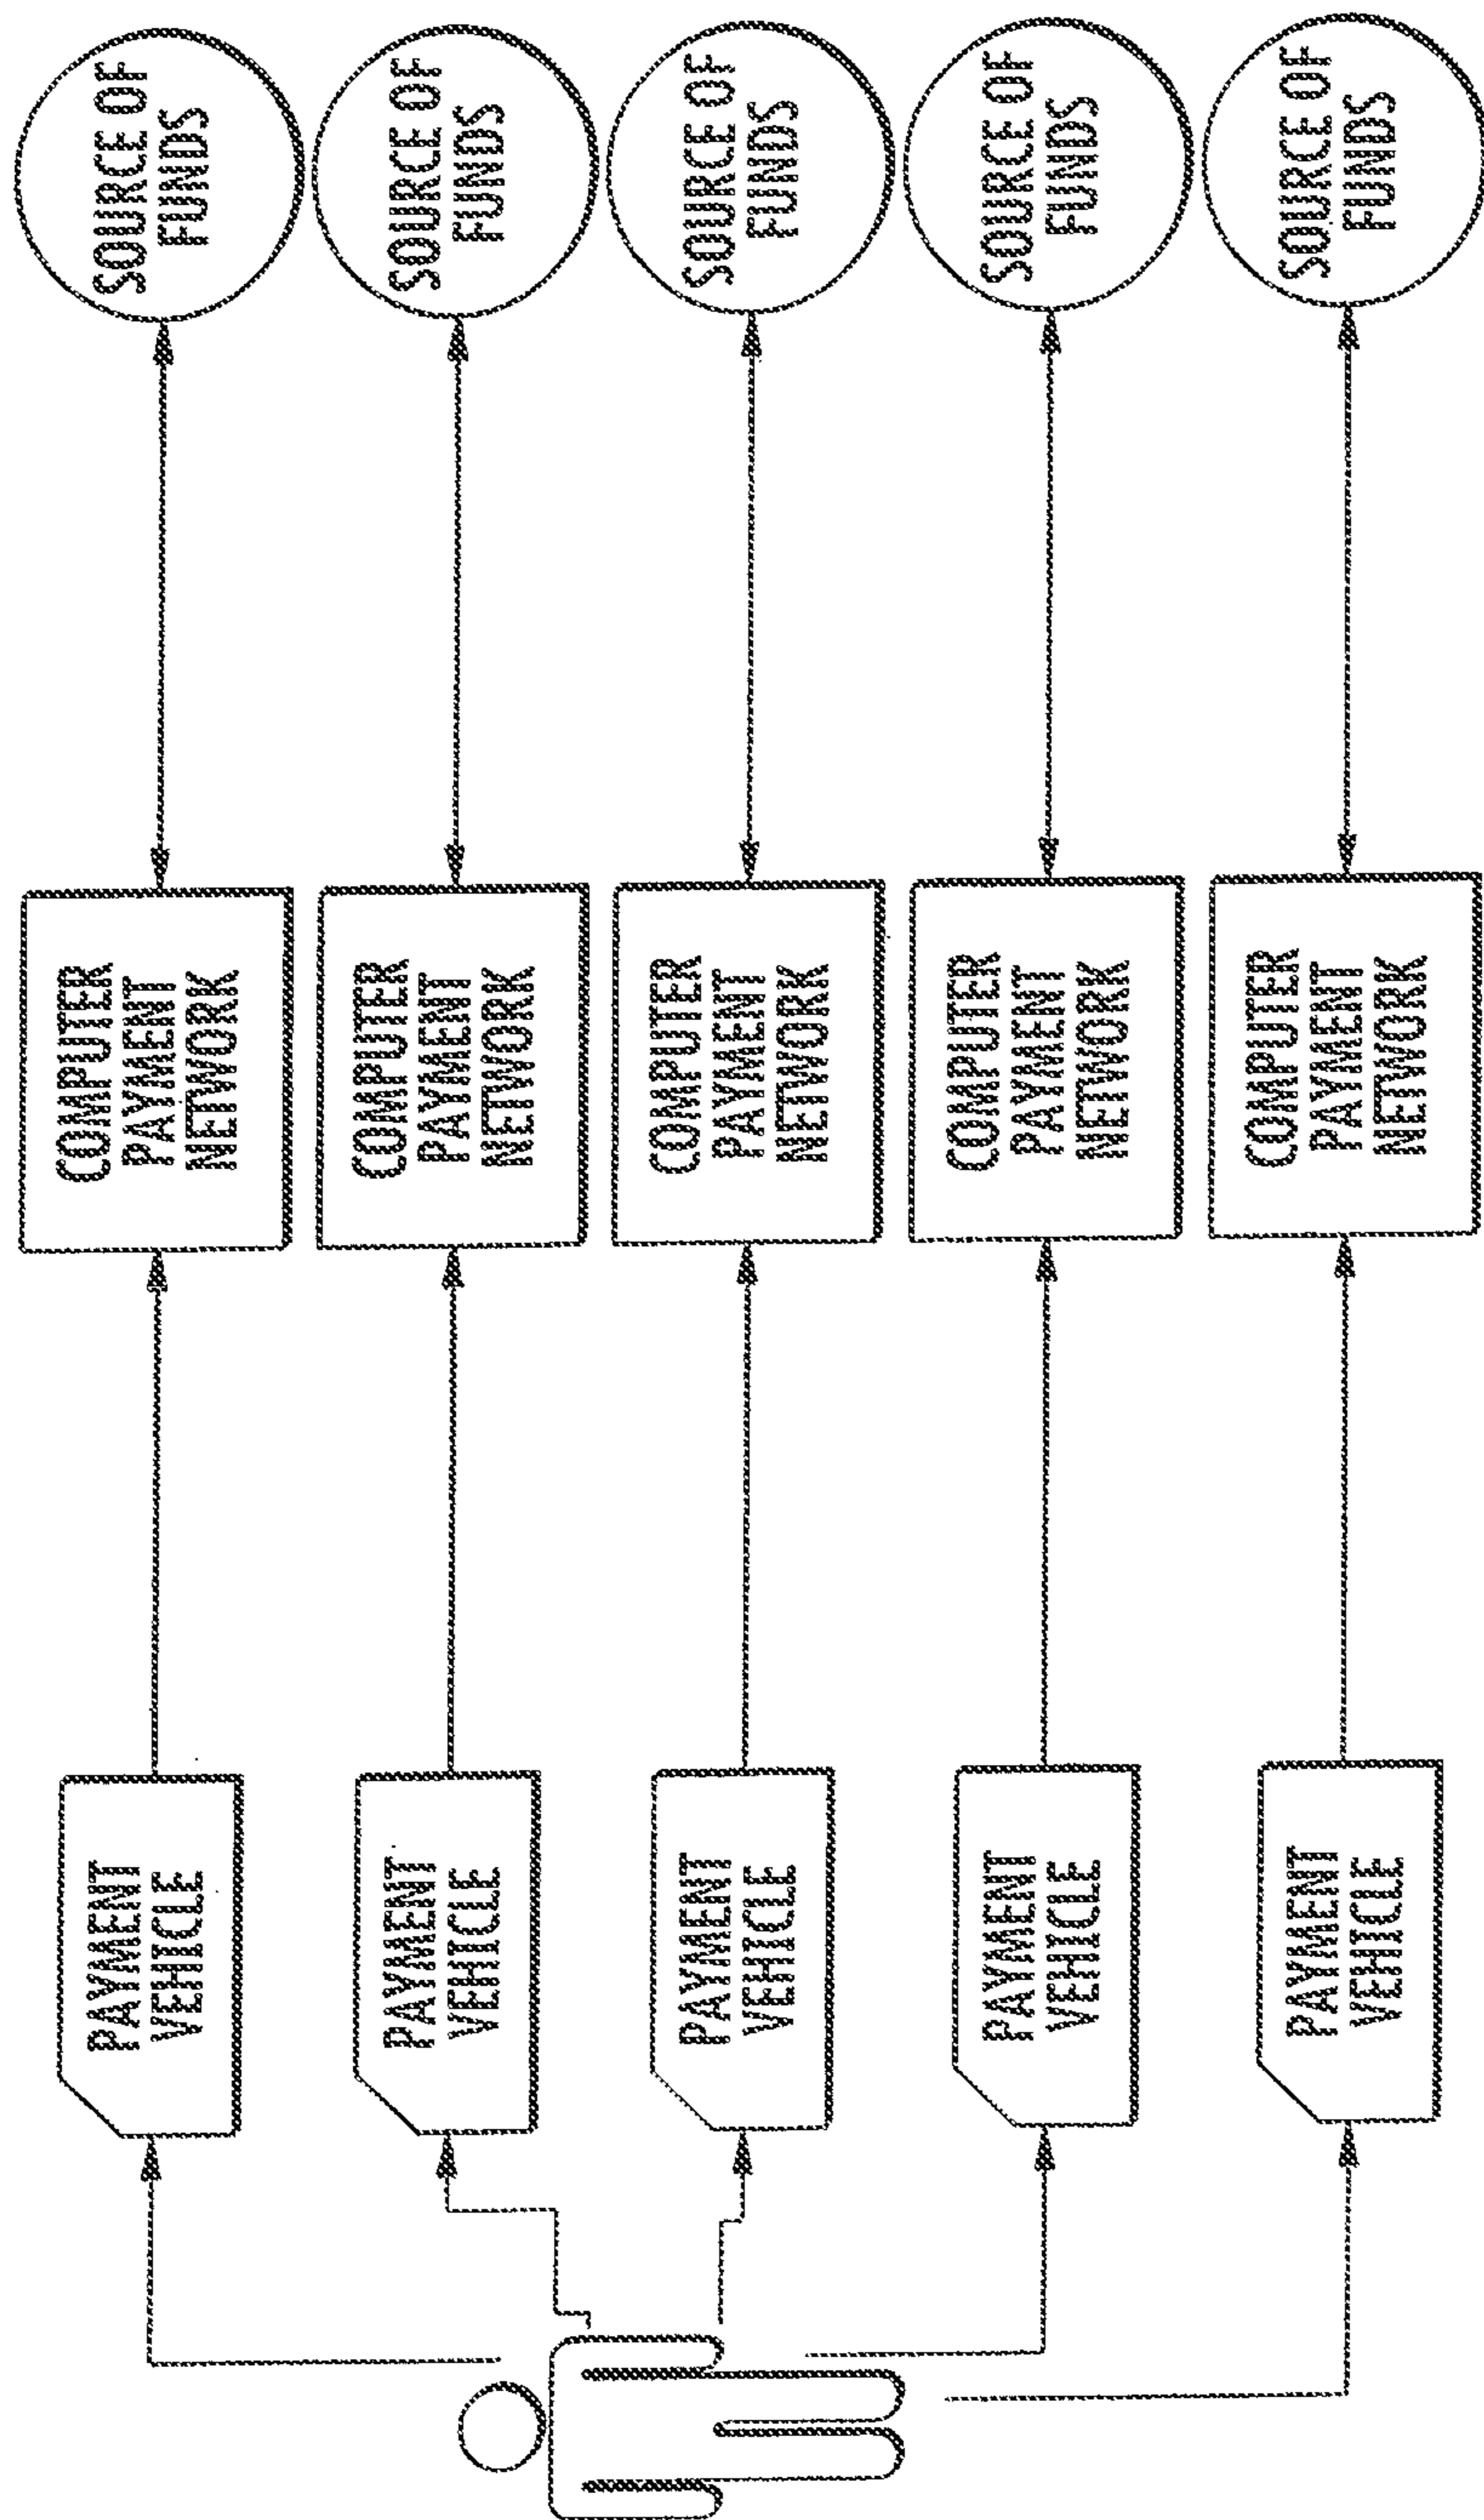 PAYMENT
VEHICLE
COMPUTER
PAYMENT
NETWORK
SOURCE OF
FUNDS
PAYMENT
VEHICLE
COMPUTER
PAYMENT
NETWORK
SOURCE OF
FUNDS
PAYMENT
VEHICLE
COMPUTER
PAYMENT
NETWORK
SOURCE OF
FUNDS
PAYMENT
VEHICLE
COMPUTER
PAYMENT
NETWORK
SOURCE OF
FUNDS
PAYMENT
VEHICLE
COMPUTER
PAYMENT
NETWORK
SOURCE OF
FUNDS